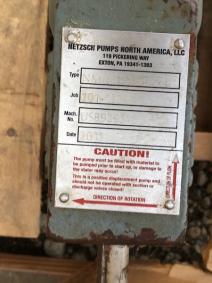 NETZSCH PUMPS NORTH AMERICA, LLC
119 PICKERING WAY
EXTON, PA 19341-1393
Type
Job
Mach. No.
Date
CAUTION!
The pump must be filled with material to
be pumped prior to start up, or damage to
the stator may occur!
This is a positive displacement pump and
should not be operated with suction or
discharge valves closed!
DIRECTION OF ROTATION